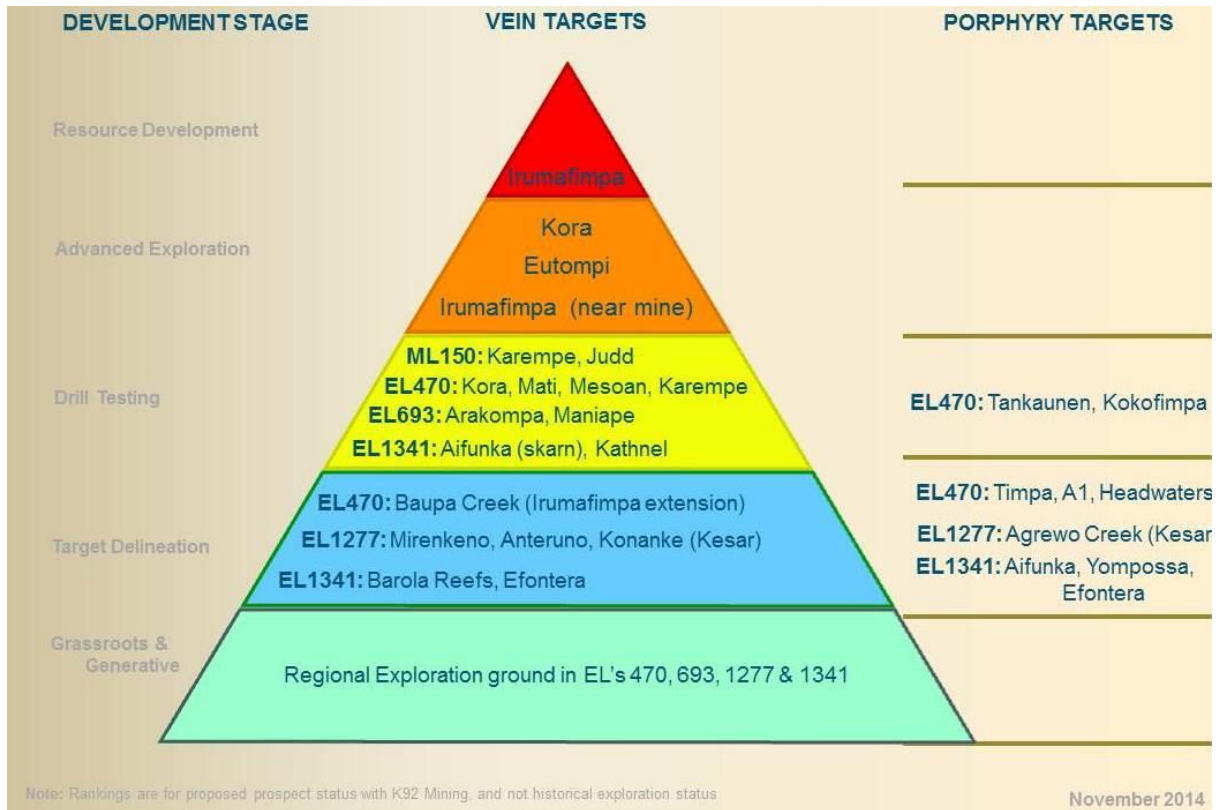 DEVELOPMENT STAGE
VEIN TARGETS
PORPHYRY TARGETS
Resource Development
Irumafimpa
Advanced Exploration
Kora
Eutompi
Irumafimpa (near mine)
Drill Testing
ML150: Karempe, Judd
EL470: Kora, Mati, Mesoan, Karempe
EL693: Arakompa, Maniape
EL1341: Aifunka (skarn), Kathnel
EL470: Tankaunen, Kokofimpa
Target Delineation
EL470: Baupa Creek (Irumafimpa extension)
EL1277: Mirenkeno, Anteruno, Konanke (Kesar)
EL1341: Barola Reefs, Efontera
EL470: Timpa, A1, Headwaters
EL1277: Agrewo Creek (Kesar
EL1341: Aifunka, Yompossa,
Efontera
Grassroots &
Generative
Regional Exploration ground in EL's 470, 693, 1277 & 1341
Note: Rankings are for proposed prospect status with K92 Mining, and not historical exploration status
November 2014